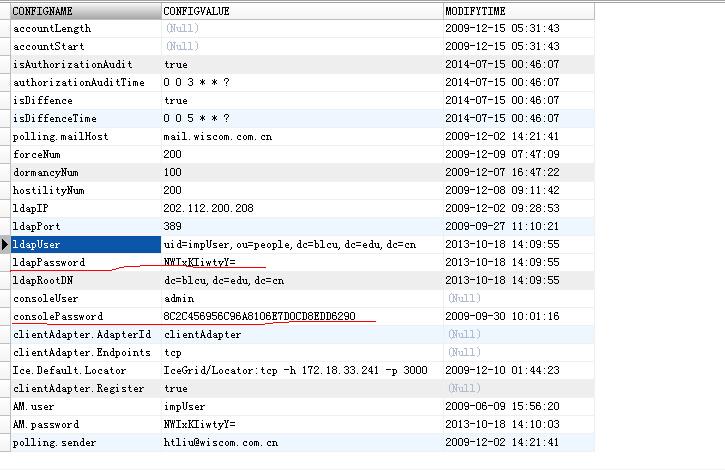 CONFIGNAME CONFIGVALUE MODIFYTIME
accountLength (Null) 2009-12-15 05:31:43
accountStart (Null) 2009-12-15 05:31:43
isAuthorizationAudit true 2014-07-15 00:46:07
authorizationAuditTime 0 0 3 * * ? 2014-07-15 00:46:07
isDiffence true 2014-07-15 00:46:07
isDiffenceTime 0 0 5 * * ? 2014-07-15 00:46:07
polling.mailHost mail.wiscom.com.cn 2009-12-02 14:21:41
forceNum 200 2009-12-09 07:47:09
dormancyNum 100 2009-12-07 16:47:22
hostilityNum 200 2009-12-08 09:11:42
ldapIP 202.112.200.208 2009-12-02 09:28:53
ldapPort 389 2009-11-27 11:10:21
ldapUser uid=impUser, ou=people, dc=blcu, dc=edu, dc=cn 2013-10-18 14:09:55
ldapPassword NWIxKIiwtyY= 2013-10-18 14:09:55
ldapRootDN dc=blcu, dc=edu, dc=cn 2013-10-18 14:09:55
consoleUser admin (Null)
consolePassword 8C2C456956C96A8106E7D0CD8EDD6290 2009-09-30 10:01:16
clientAdapter.AdapterId clientAdapter (Null)
clientAdapter.Endpoints tcp (Null)
Ice.Default.Locator IceGrid/Locator:tcp -h 172.18.33.241 -p 3000 2009-12-10 01:44:23
clientAdapter.Register true (Null)
AM.user impUser 2009-06-09 15:56:20
AM.password NWIxKIiwtyY= 2013-10-18 14:10:03
polling.sender htliu@wiscom.com.cn 2009-12-02 14:21:41